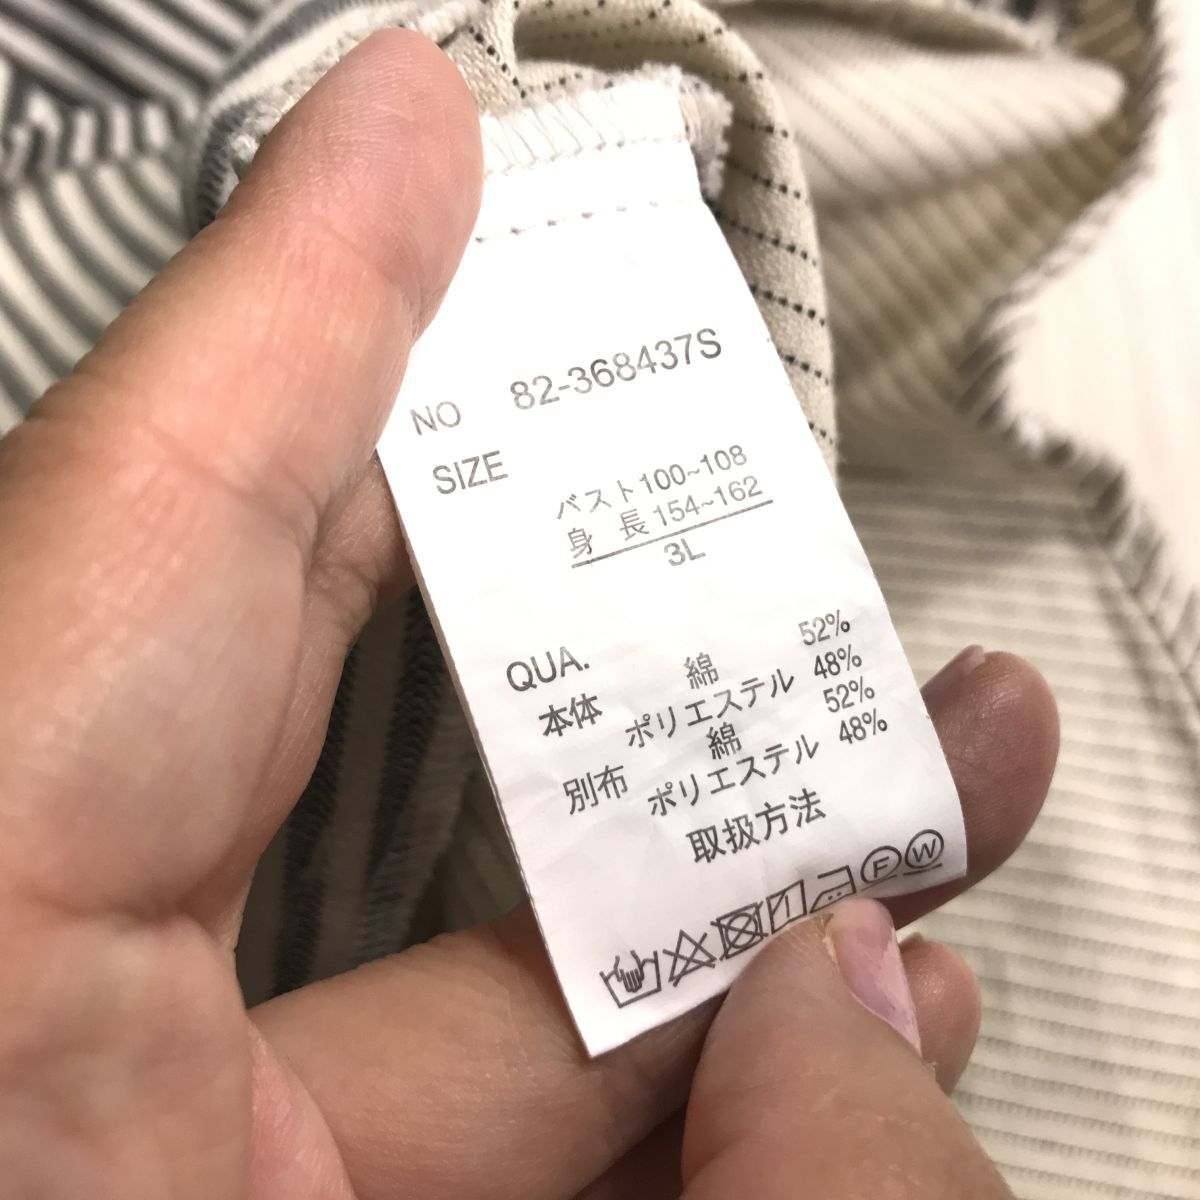 NO 82-368437S
SIZE
バスト100~108
身 長154~162
3L
QUA.
本体 綿 52%
ポリエステル 48%
別布 綿 52%
ポリエステル 48%
取扱方法
F W